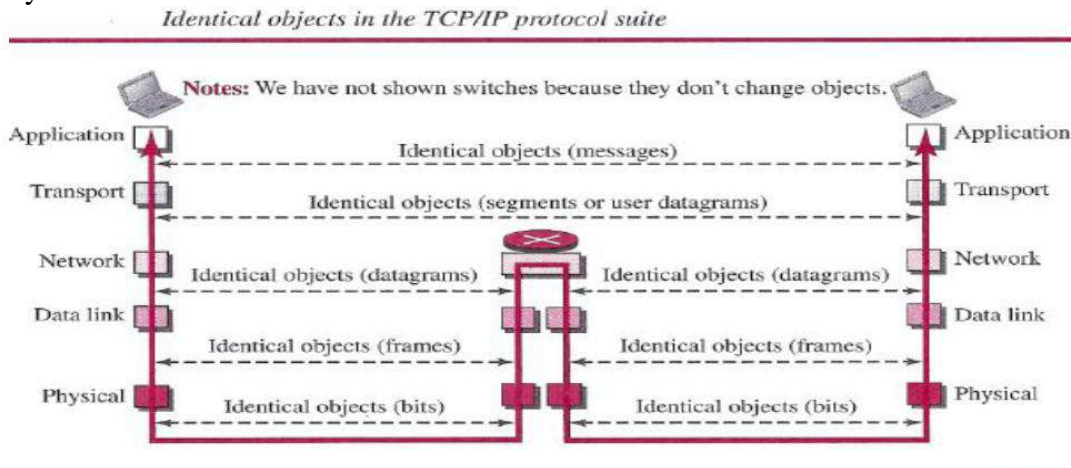 Identical objects in the TCP/IP protocol suite
Notes: We have not shown switches because they don't change objects.
Application Application
Identical objects (messages)
Transport Transport
Identical objects (segments or user datagrams)
Network Network
Identical objects (datagrams) Identical objects (datagrams)
Data link Data link
Identical objects (frames) Identical objects (frames)
Physical Physical
Identical objects (bits) Identical objects (bits)